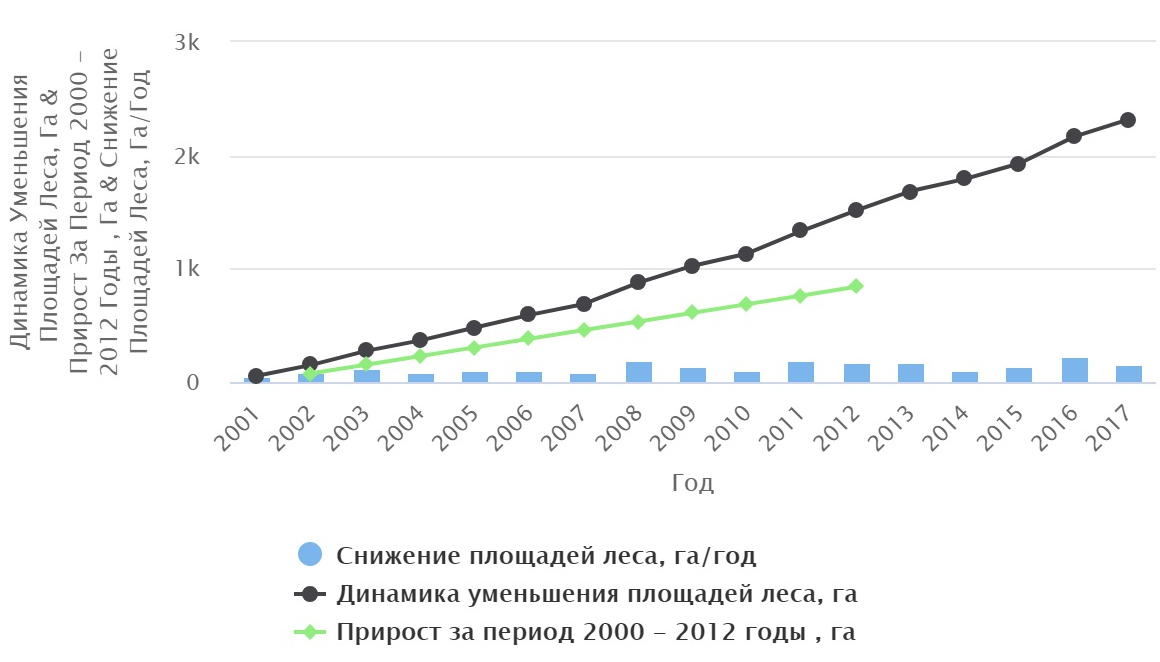 Динамика Уменьшения
Площадей Леса, Га &
Прирост За Период 2000 –
2012 Годы , Га & Снижение
Площадей Леса, Га/Год
3k
2k
1k
0
2001
2002
2003
2004
2005
2006
2007
2008
2009
2010
2011
2012
2013
2014
2015
2016
2017
Год
Снижение площадей леса, га/год
Динамика уменьшения площадей леса, га
Прирост за период 2000 – 2012 годы , га